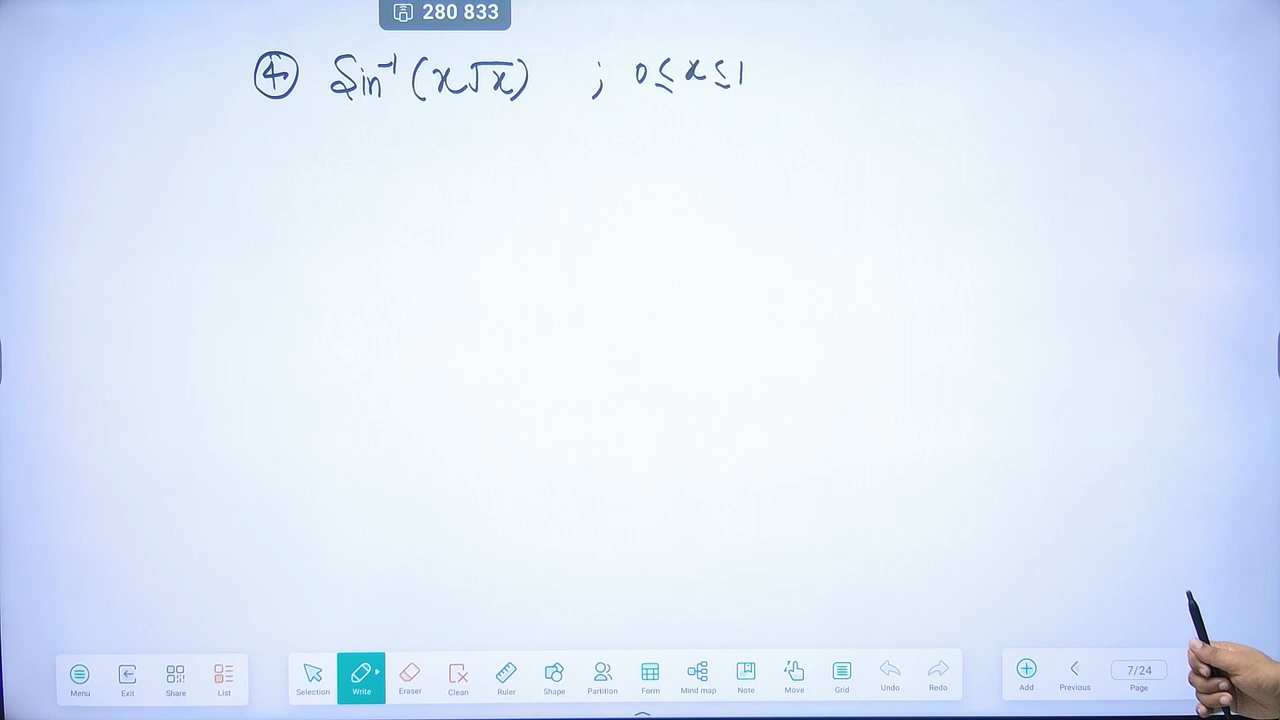 280 833
④ Sin⁻¹ (x√x) ; 0 ≤ x ≤ 1
Menu Exit Share List Selection Write Eraser Clean Ruler Shape Partition Form Mind map Note Move Grid Undo Redo Add Previous 7/24 Page